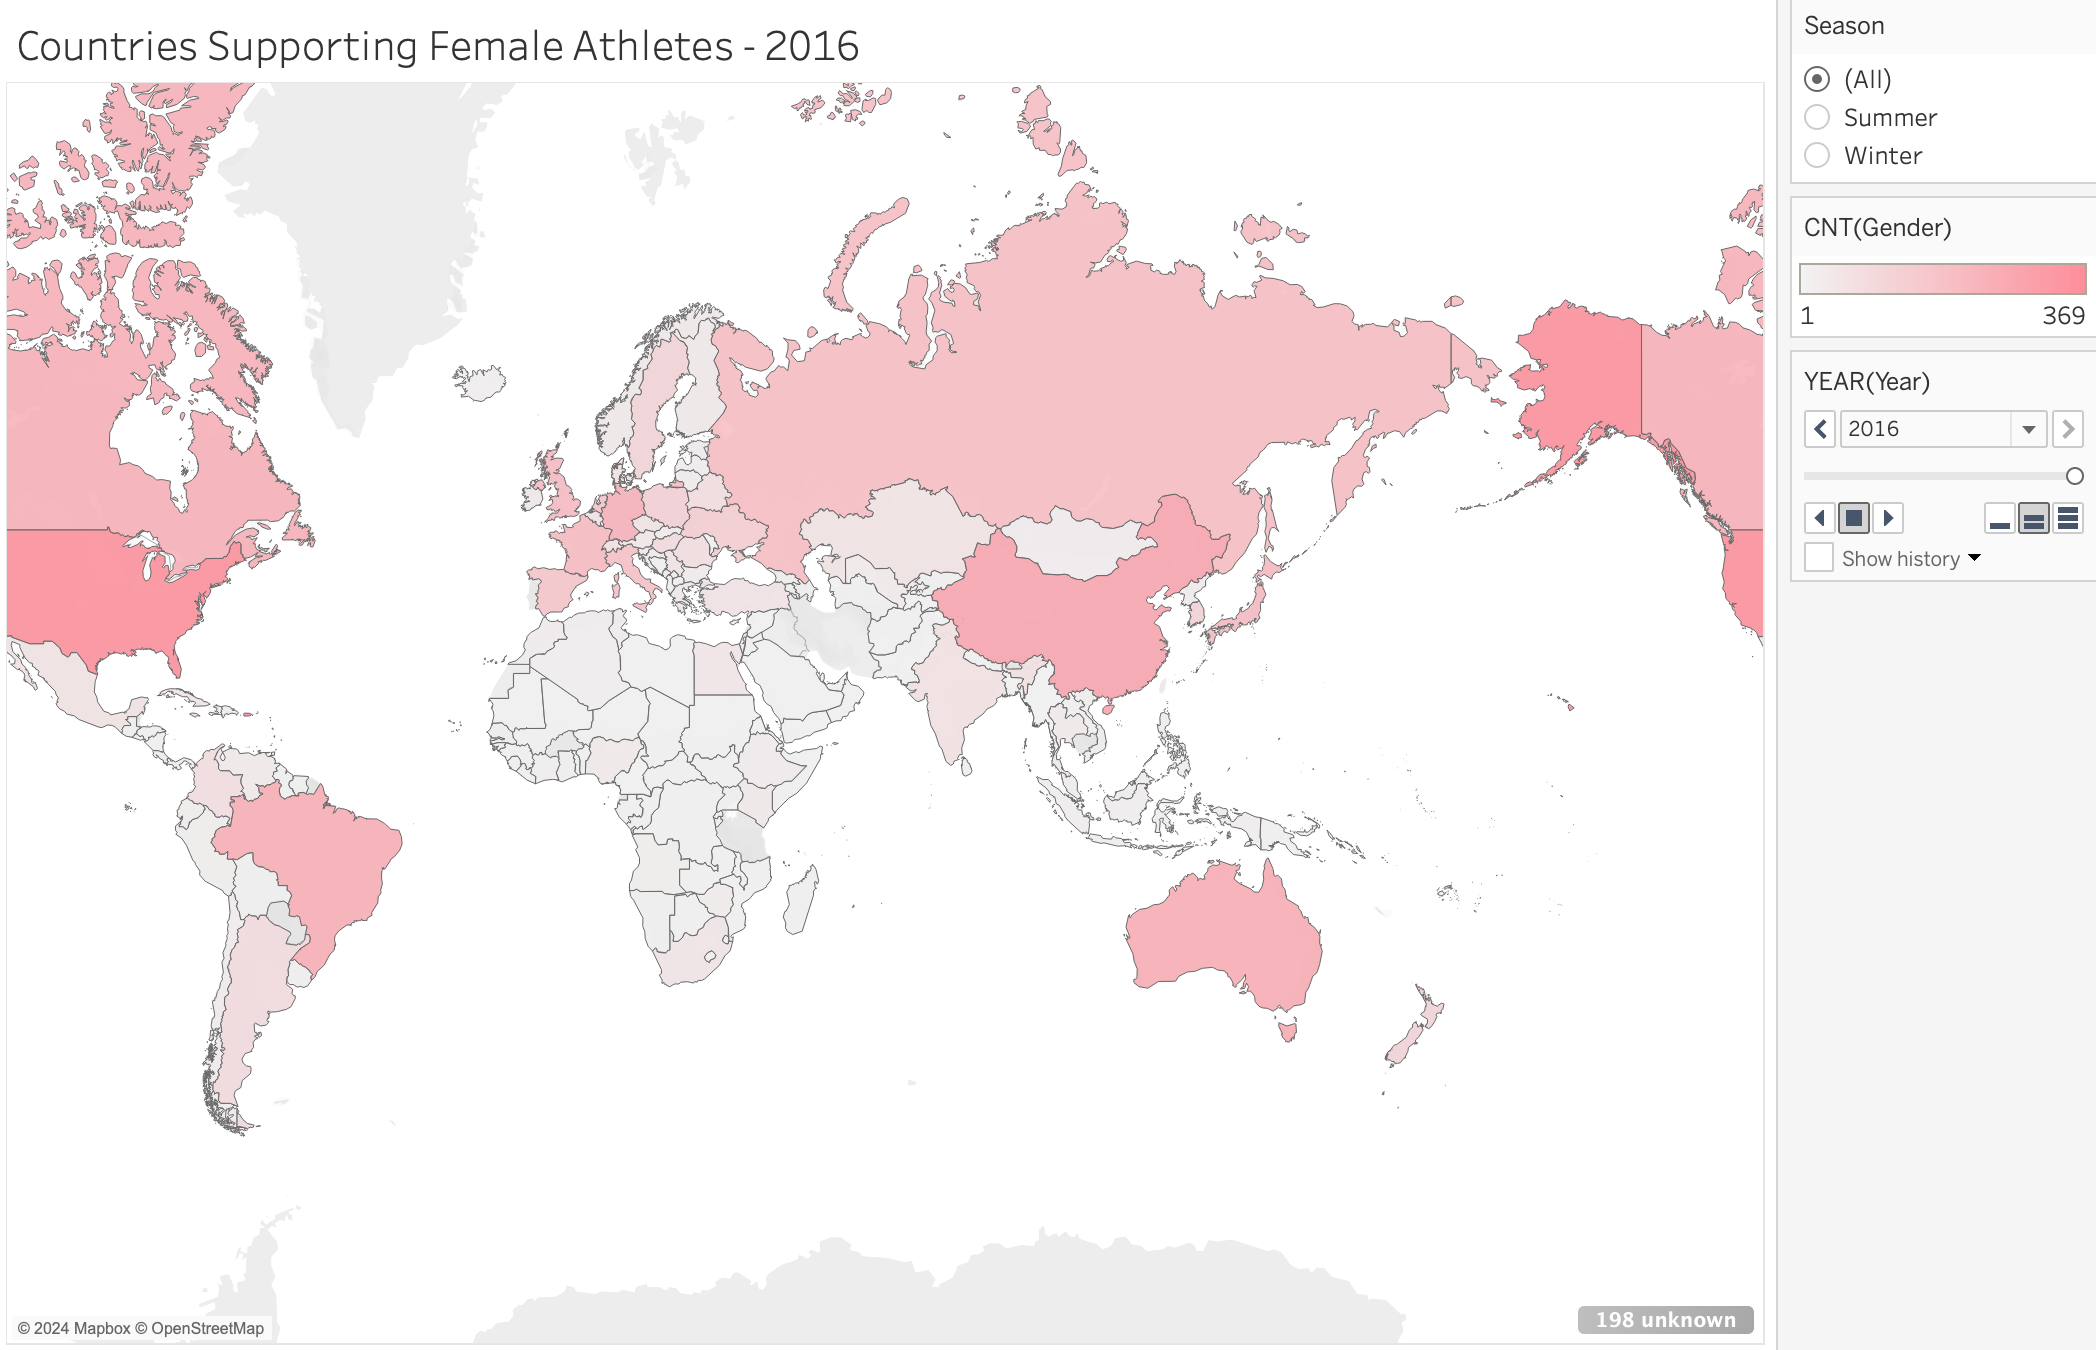 Countries Supporting Female Athletes - 2016
Season
(All)
Summer
Winter
CNT(Gender)
1 369
YEAR(Year)
2016
Show history
© 2024 Mapbox © OpenStreetMap
198 unknown